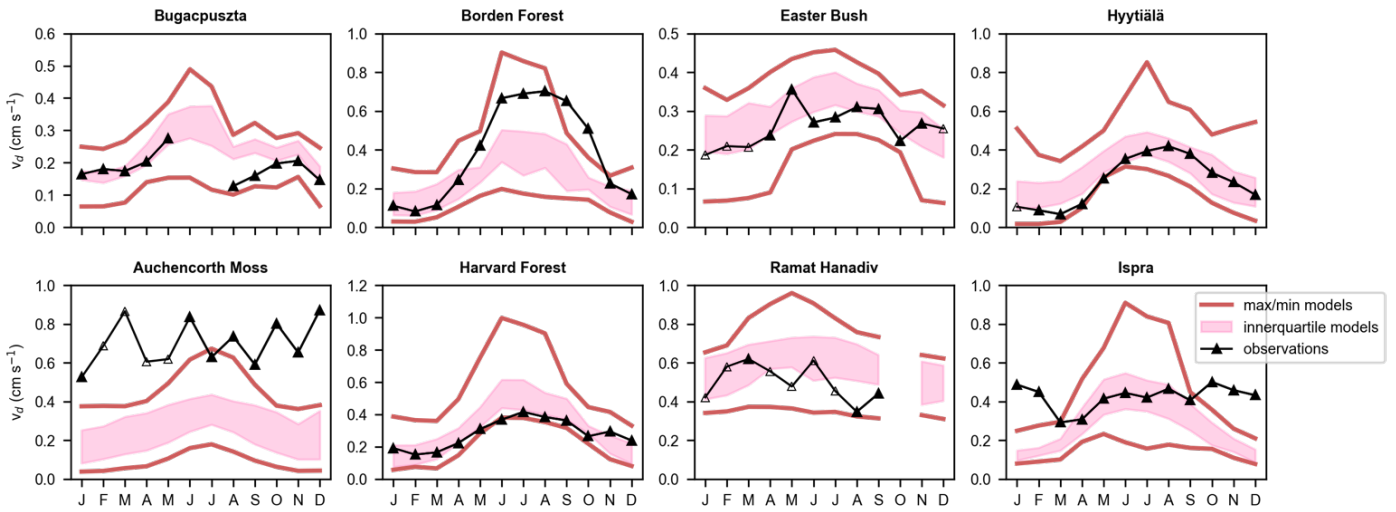 Bugacpuszta
Borden Forest
Easter Bush
Hyytiälä
v_d (cm s⁻¹)
0.6
0.5
0.4
0.3
0.2
0.1
0.0
J F M A M J J A S O N D
1.0
0.8
0.6
0.4
0.2
0.0
J F M A M J J A S O N D
0.5
0.4
0.3
0.2
0.1
0.0
J F M A M J J A S O N D
1.0
0.8
0.6
0.4
0.2
0.0
J F M A M J J A S O N D
Auchencorth Moss
Harvard Forest
Ramat Hanadiv
Ispra
v_d (cm s⁻¹)
1.0
0.8
0.6
0.4
0.2
0.0
J F M A M J J A S O N D
1.2
1.0
0.8
0.6
0.4
0.2
0.0
J F M A M J J A S O N D
1.0
0.8
0.6
0.4
0.2
0.0
J F M A M J J A S O N D
1.0
0.8
0.6
0.4
0.2
0.0
J F M A M J J A S O N D
max/min models
innerquartile models
observations